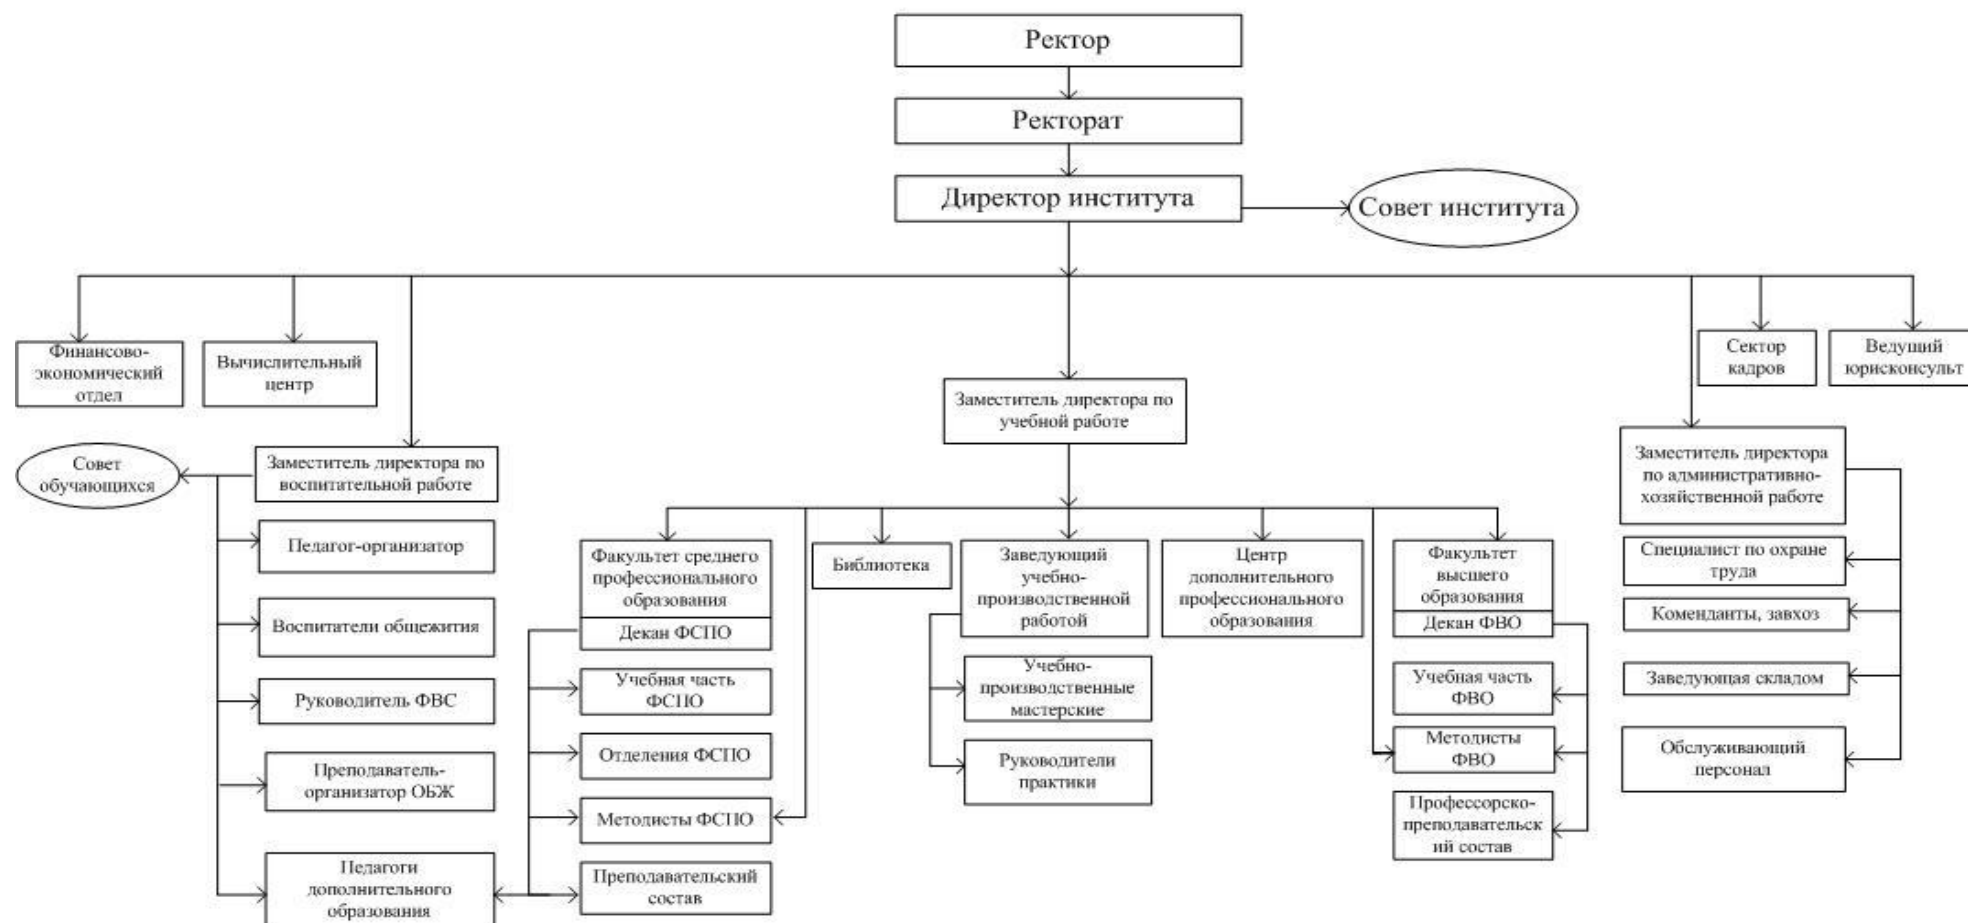 Ректор
Ректорат
Директор института
Совет института
Финансово-
экономический
отдел
Вычислительный
центр
Сектор
кадров
Ведущий
юрисконсульт
Заместитель директора по
учебной работе
Совет
обучающихся
Заместитель директора по
воспитательной работе
Заместитель директора
по административно-
хозяйственной работе
Педагог-организатор
Воспитатели общежития
Руководитель ФВС
Преподаватель-
организатор ОБЖ
Педагоги
дополнительного
образования
Факультет среднего
профессионального
образования
Декан ФСПО
Учебная часть
ФСПО
Отделения ФСПО
Методисты ФСПО
Преподавательский
состав
Библиотека
Заведующий
учебно-
производственной
работой
Учебно-
производственные
мастерские
Руководители
практики
Центр
дополнительного
профессионального
образования
Факультет
высшего
образования
Декан ФВО
Учебная часть
ФВО
Методисты
ФВО
Профессорско-
преподавательск
ий состав
Специалист по охране
труда
Коменданты, завхоз
Заведующая складом
Обслуживающий
персонал